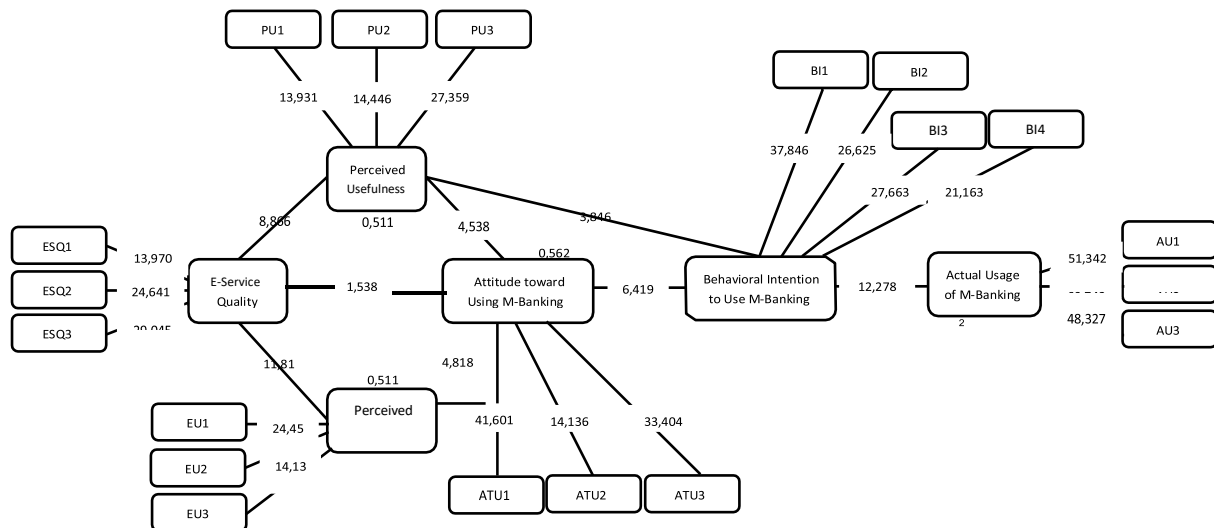 PU1
PU2
PU3
BI1
BI2
13,931
14,446
27,359
BI3
BI4
37,846
26,625
Perceived
Usefulness
27,663
21,163
8,866
0,511
4,538
3,846
ESQ1
13,970
0,562
51,342
AU1
ESQ2
24,641
E-Service
Quality
1,538
Attitude toward
Using M-Banking
6,419
Behavioral Intention
to Use M-Banking
12,278
Actual Usage
of M-Banking
ESQ3
2
48,327
AU3
11,81
4,818
0,511
Perceived
EU1
24,45
41,601
14,136
33,404
EU2
14,13
EU3
ATU1
ATU2
ATU3